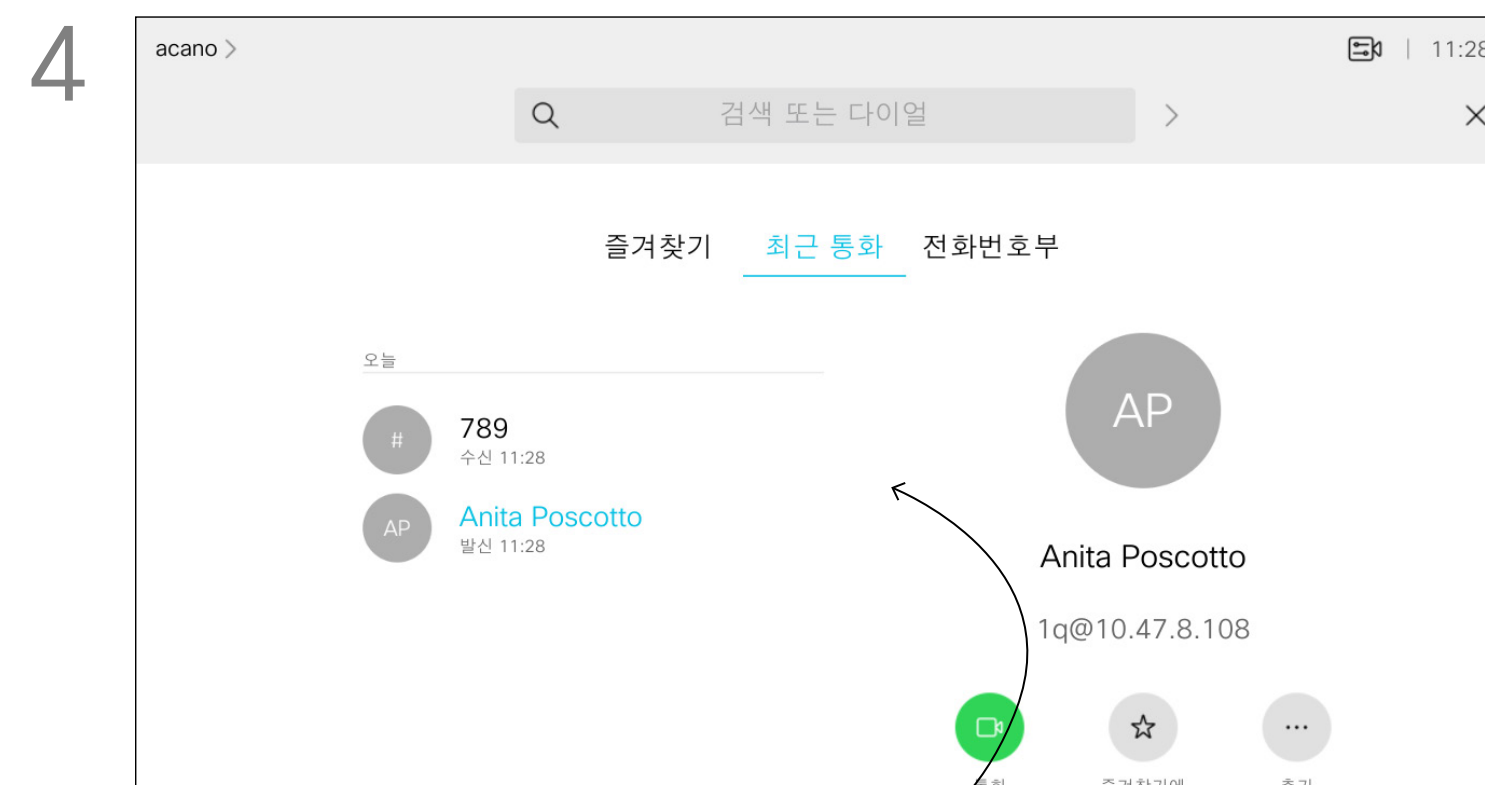 4
acano >
11:28
검색 또는 다이얼
즐겨찾기 최근 통화 전화번호부
오늘
#
789
수신 11:28
AP
Anita Poscotto
발신 11:28
AP
Anita Poscotto
1q@10.47.8.108